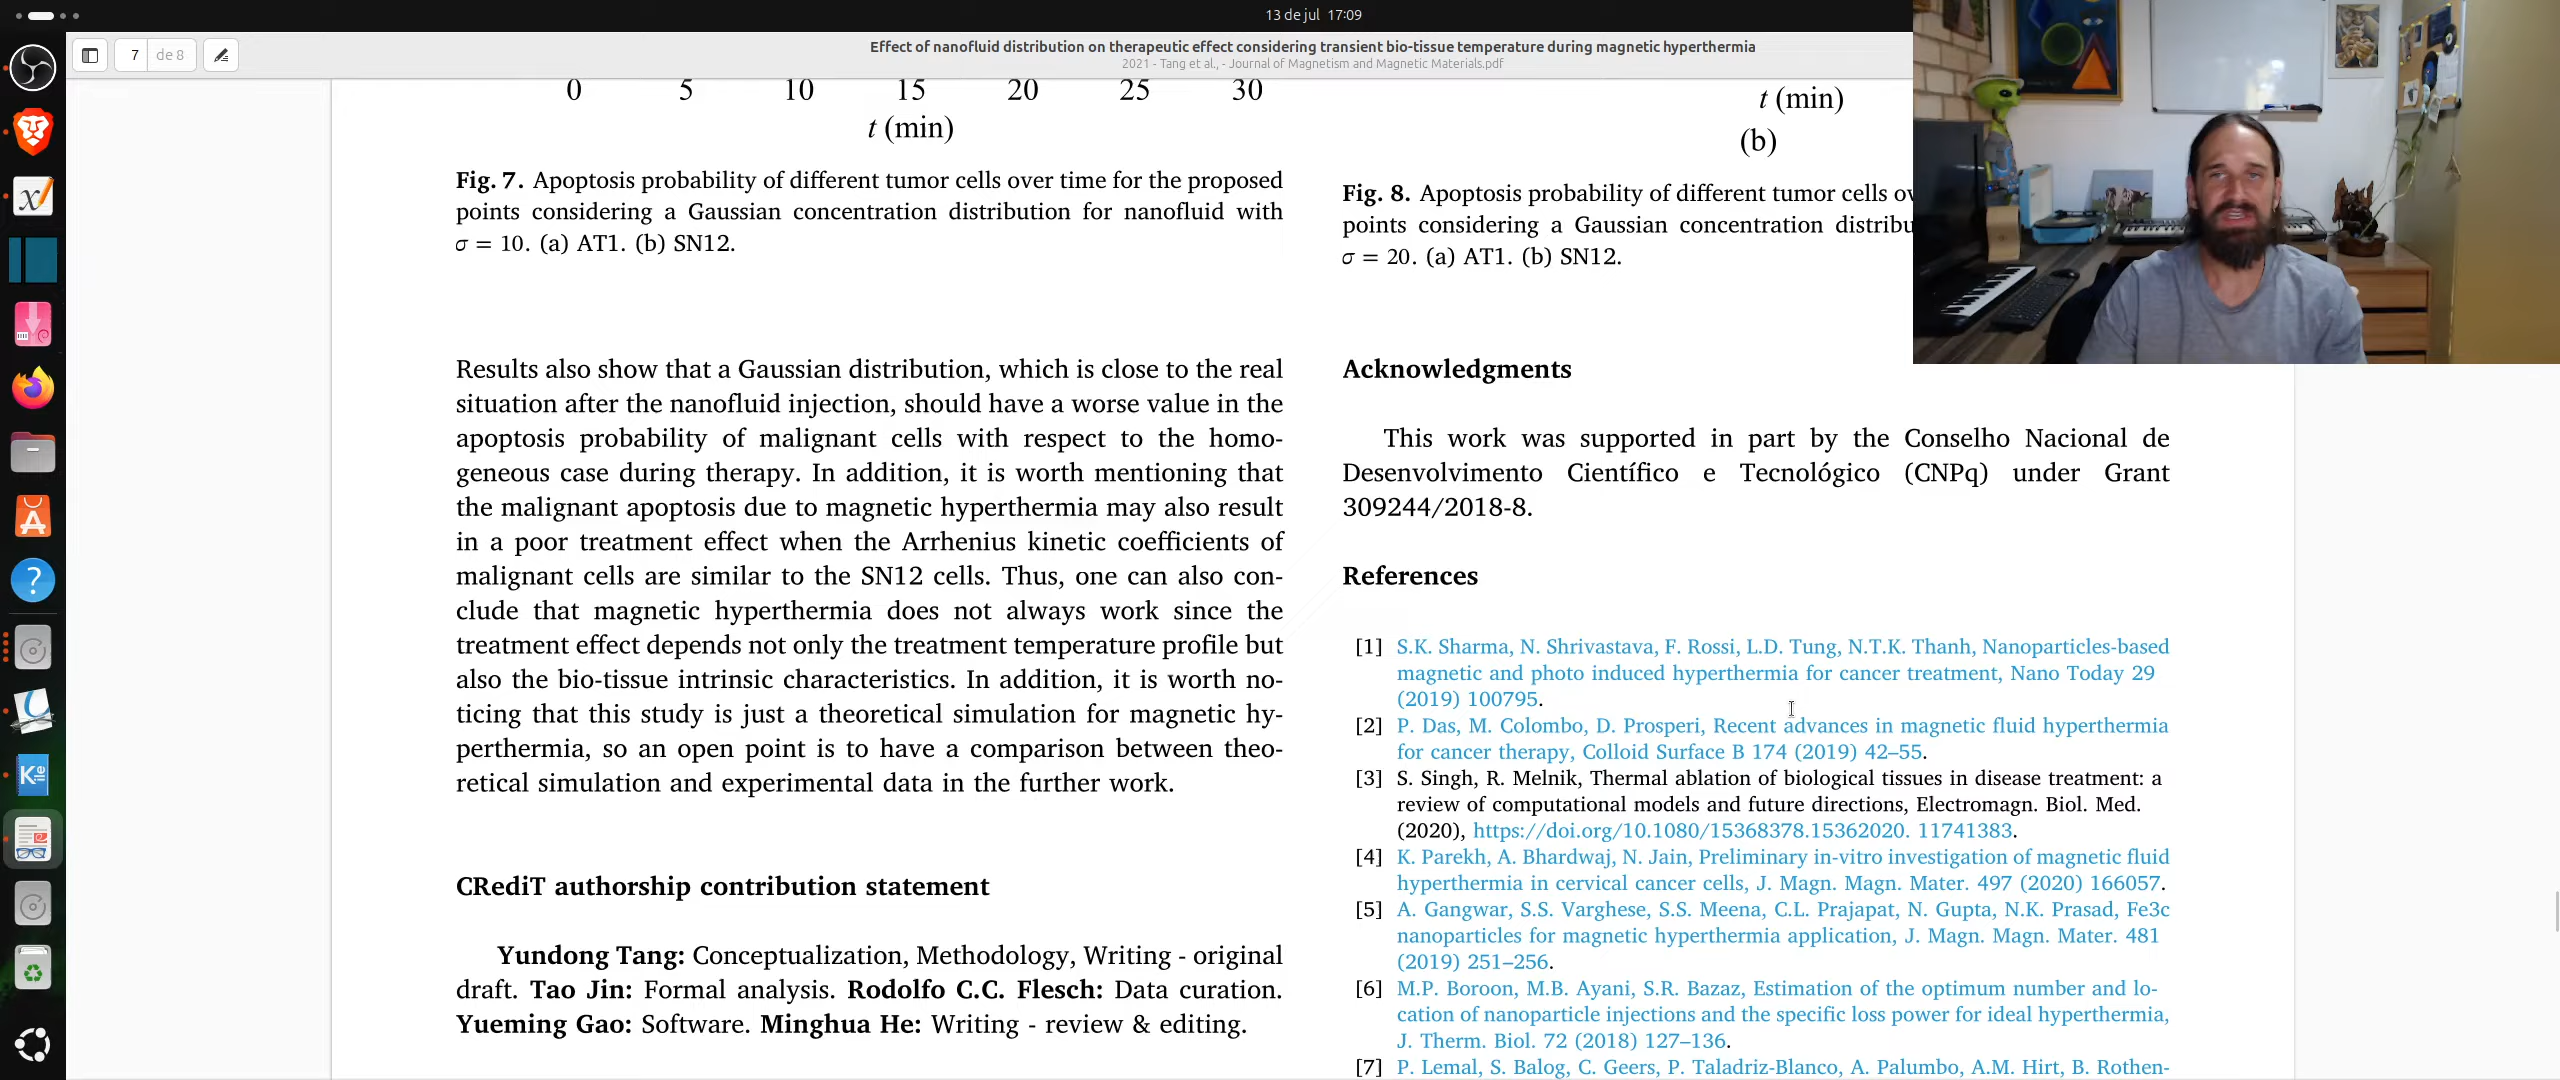 13 de jul 17:09
7 de 8
Effect of nanofluid distribution on therapeutic effect considering transient bio-tissue temperature during magnetic hyperthermia
2021 - Tang et al., - Journal of Magnetism and Magnetic Materials.pdf
0 5 10 15 20 25 30
t (min)
Fig. 7. Apoptosis probability of different tumor cells over time for the proposed
points considering a Gaussian concentration distribution for nanofluid with
σ = 10. (a) AT1. (b) SN12.
Results also show that a Gaussian distribution, which is close to the real
situation after the nanofluid injection, should have a worse value in the
apoptosis probability of malignant cells with respect to the homo-
geneous case during therapy. In addition, it is worth mentioning that
the malignant apoptosis due to magnetic hyperthermia may also result
in a poor treatment effect when the Arrhenius kinetic coefficients of
malignant cells are similar to the SN12 cells. Thus, one can also con-
clude that magnetic hyperthermia does not always work since the
treatment effect depends not only the treatment temperature profile but
also the bio-tissue intrinsic characteristics. In addition, it is worth no-
ticing that this study is just a theoretical simulation for magnetic hy-
perthermia, so an open point is to have a comparison between theo-
retical simulation and experimental data in the further work.
CRediT authorship contribution statement
Yundong Tang: Conceptualization, Methodology, Writing - original
draft. Tao Jin: Formal analysis. Rodolfo C.C. Flesch: Data curation.
Yueming Gao: Software. Minghua He: Writing - review & editing.
t (min)
(b)
Fig. 8. Apoptosis probability of different tumor cells ov
points considering a Gaussian concentration distribu
σ = 20. (a) AT1. (b) SN12.
Acknowledgments
This work was supported in part by the Conselho Nacional de
Desenvolvimento Científico e Tecnológico (CNPq) under Grant
309244/2018-8.
References
[1] S.K. Sharma, N. Shrivastava, F. Rossi, L.D. Tung, N.T.K. Thanh, Nanoparticles-based
magnetic and photo induced hyperthermia for cancer treatment, Nano Today 29
(2019) 100795.
[2] P. Das, M. Colombo, D. Prosperi, Recent advances in magnetic fluid hyperthermia
for cancer therapy, Colloid Surface B 174 (2019) 42–55.
[3] S. Singh, R. Melnik, Thermal ablation of biological tissues in disease treatment: a
review of computational models and future directions, Electromagn. Biol. Med.
(2020), https://doi.org/10.1080/15368378.15362020. 11741383.
[4] K. Parekh, A. Bhardwaj, N. Jain, Preliminary in-vitro investigation of magnetic fluid
hyperthermia in cervical cancer cells, J. Magn. Magn. Mater. 497 (2020) 166057.
[5] A. Gangwar, S.S. Varghese, S.S. Meena, C.L. Prajapat, N. Gupta, N.K. Prasad, Fe3c
nanoparticles for magnetic hyperthermia application, J. Magn. Magn. Mater. 481
(2019) 251–256.
[6] M.P. Boroon, M.B. Ayani, S.R. Bazaz, Estimation of the optimum number and lo-
cation of nanoparticle injections and the specific loss power for ideal hyperthermia,
J. Therm. Biol. 72 (2018) 127–136.
[7] P. Lemal, S. Balog, C. Geers, P. Taladriz-Blanco, A. Palumbo, A.M. Hirt, B. Rothen-